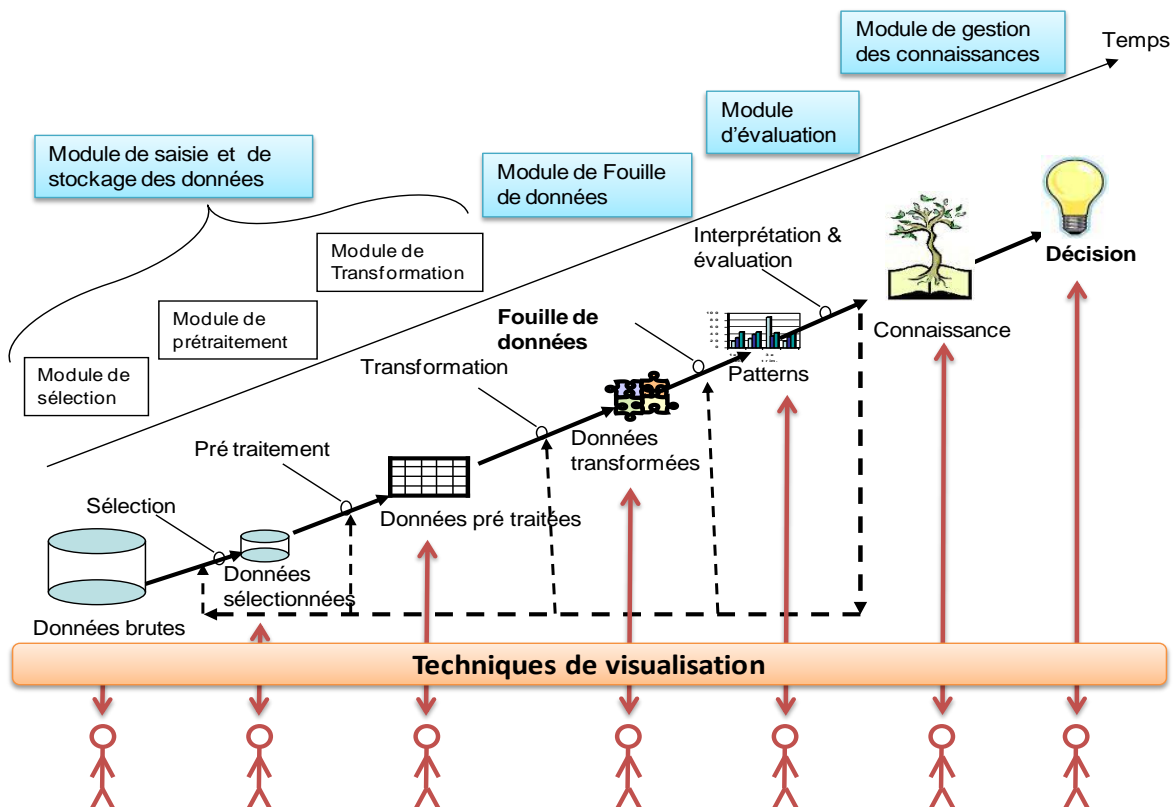 Module de gestion
des connaissances
Temps
Module
d'évaluation
Module de saisie et de
stockage des données
Module de Fouille
de données
Module de
Transformation
Module de
prétraitement
Module de
sélection
Interprétation &
évaluation
Décision
Connaissance
Fouille de
données
Patterns
Transformation
Données
transformées
Pré traitement
Données pré traitées
Sélection
Données
sélectionnées
Données brutes
Techniques de visualisation